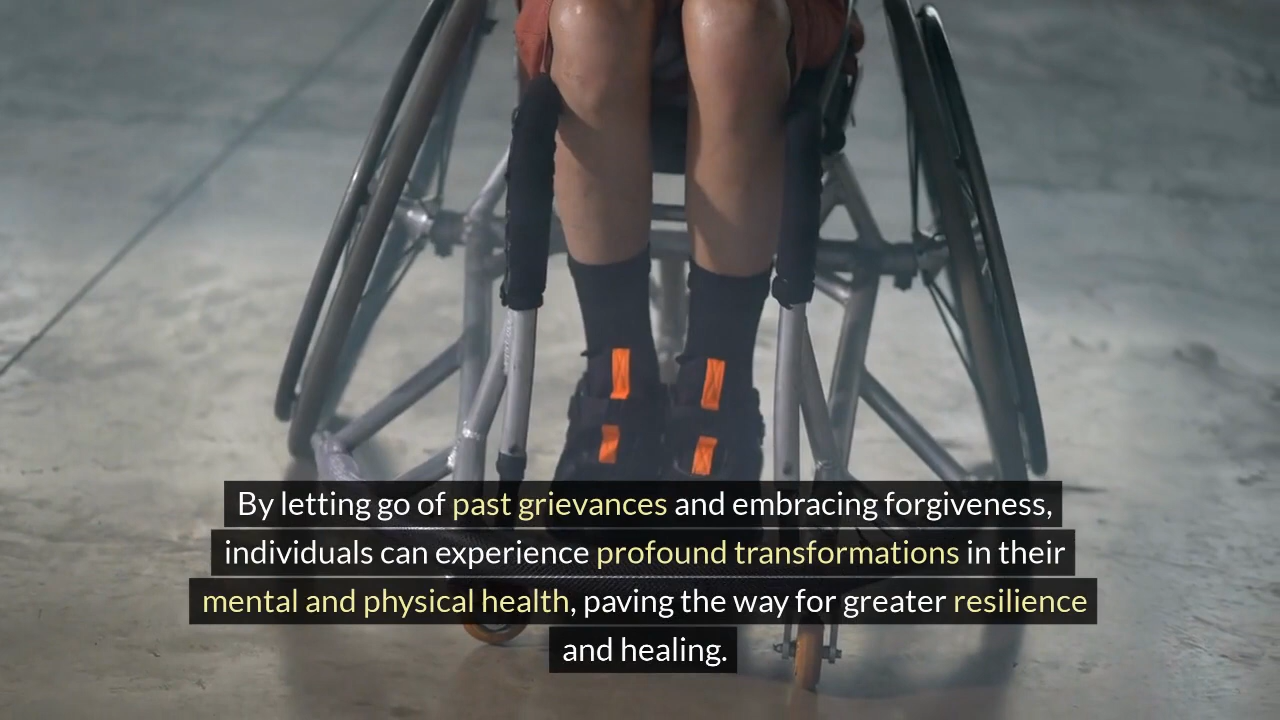 By letting go of past grievances and embracing forgiveness,
individuals can experience profound transformations in their
mental and physical health, paving the way for greater resilience
and healing.